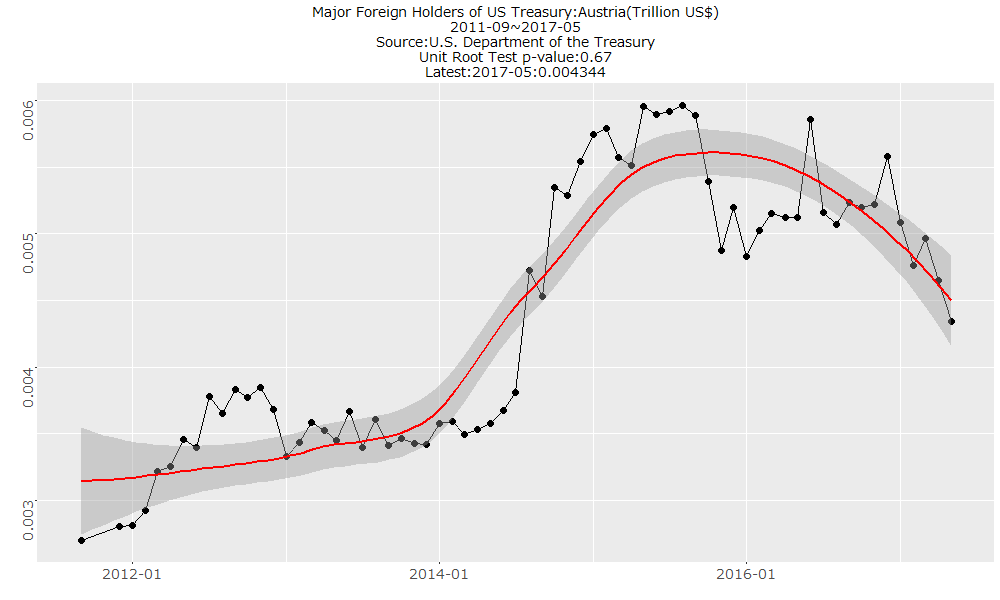 Major Foreign Holders of US Treasury:Austria(Trillion US$)
2011-09~2017-05
Source:U.S. Department of the Treasury
Unit Root Test p-value:0.67
Latest:2017-05:0.004344
0.006
0.005
0.004
0.003
2012-01
2014-01
2016-01